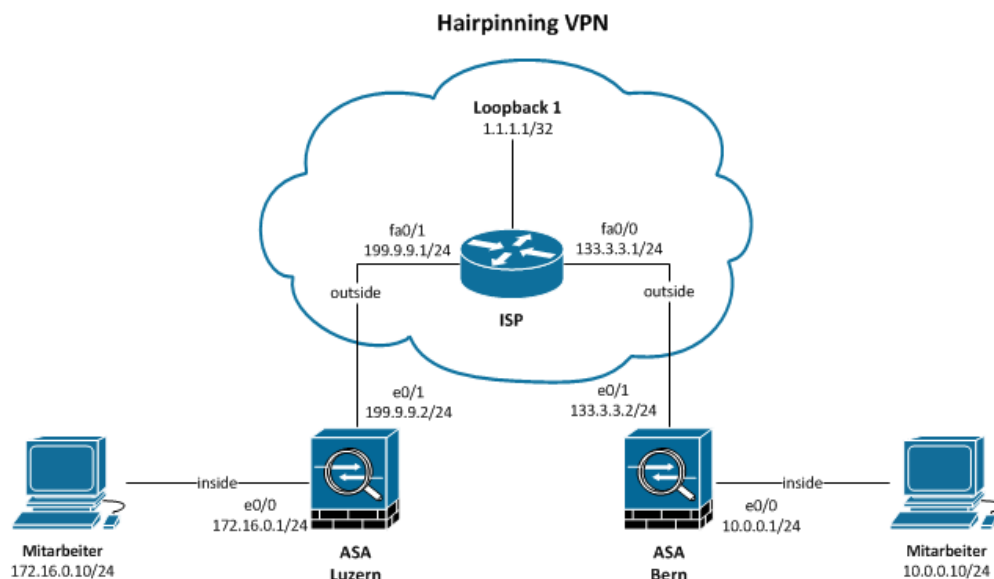 Hairpinning VPN
Loopback 1
1.1.1.1/32
fa0/1
199.9.9.1/24
fa0/0
133.3.3.1/24
outside
outside
ISP
e0/1
199.9.9.2/24
e0/1
133.3.3.2/24
inside
inside
e0/0
172.16.0.1/24
e0/0
10.0.0.1/24
Mitarbeiter
172.16.0.10/24
ASA
Luzern
ASA
Bern
Mitarbeiter
10.0.0.10/24